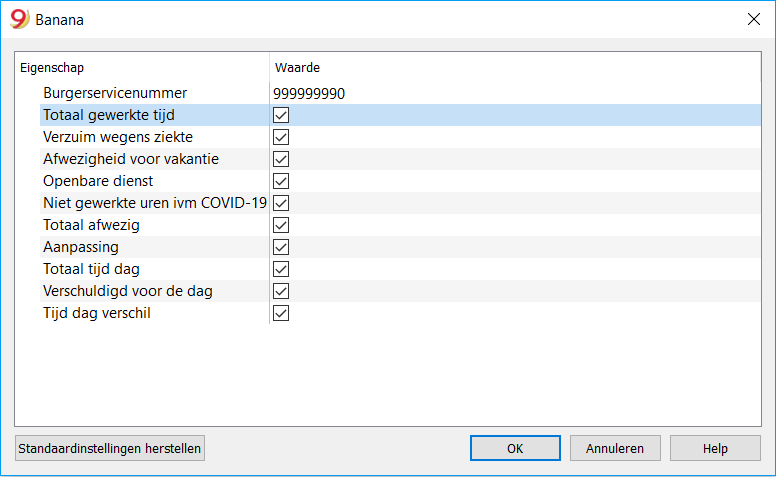 Banana
Eigenschap Waarde
Burgerservicenummer 999999990
Totaal gewerkte tijd
Verzuim wegens ziekte
Afwezigheid voor vakantie
Openbare dienst
Niet gewerkte uren ivm COVID-19
Totaal afwezig
Aanpassing
Totaal tijd dag
Verschuldigd voor de dag
Tijd dag verschil
Standaardinstellingen herstellen OK Annuleren Help